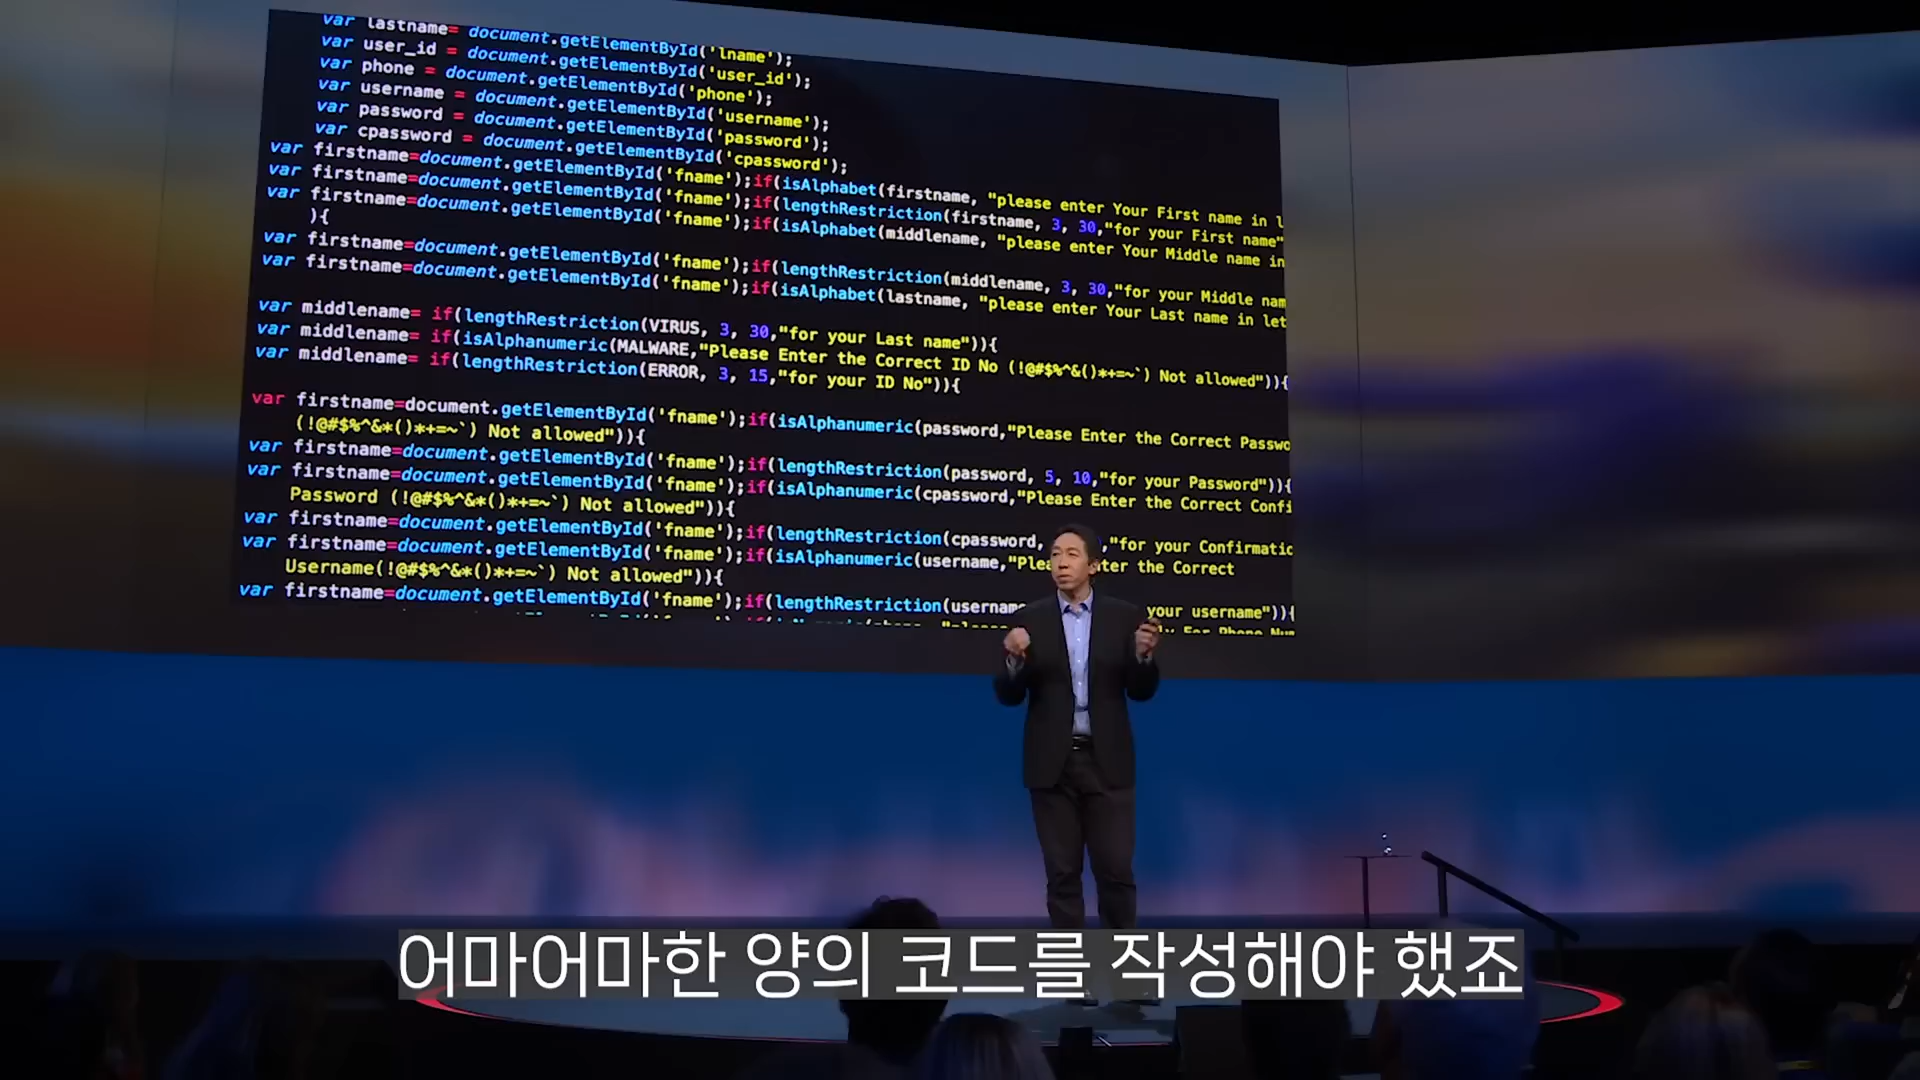 var lastname= document.getElementById('lname');
var user_id = document.getElementById('user_id');
var phone = document.getElementById('phone');
var username = document.getElementById('username');
var password = document.getElementById('password');
var cpassword = document.getElementById('cpassword');
var firstname=document.getElementById('fname');if(isAlphabet(firstname, "please enter Your First name in
var firstname=document.getElementById('fname');if(lengthRestriction(firstname, 3, 30,"for your First name"
var firstname=document.getElementById('fname');if(isAlphabet(middlename, "please enter Your Middle name in
){
var firstname=document.getElementById('fname');if(lengthRestriction(middlename, 3, 30,"for your Middle
var firstname=document.getElementById('fname');if(isAlphabet(lastname, "please enter Your Last name in
var middlename= if(lengthRestriction(VIRUS, 3, 30,"for your Last name")){
var middlename= if(isAlphanumeric(MALWARE,"Please Enter the Correct ID No (!@#$%^&()*+=~`) Not allowed")){
var middlename= if(lengthRestriction(ERROR, 3, 15,"for your ID No")){
var firstname=document.getElementById('fname');if(isAlphanumeric(password,"Please Enter the Correct
(!@#$%^&*()*+=~`) Not allowed")){
var firstname=document.getElementById('fname');if(lengthRestriction(password, 5, 10,"for your Password")){
var firstname=document.getElementById('fname');if(isAlphanumeric(cpassword,"Please Enter the Correct
Password (!@#$%^&*()*+=~`) Not allowed")){
var firstname=document.getElementById('fname');if(lengthRestriction(cpassword, "for your
var firstname=document.getElementById('fname');if(isAlphanumeric(username, the Correct
Username(!@#$%^&*()*+=~`) Not allowed")){
var firstname=document.getElementById('fname');if(lengthRestriction( your username")){
어마어마한 양의 코드를 작성해야 했죠